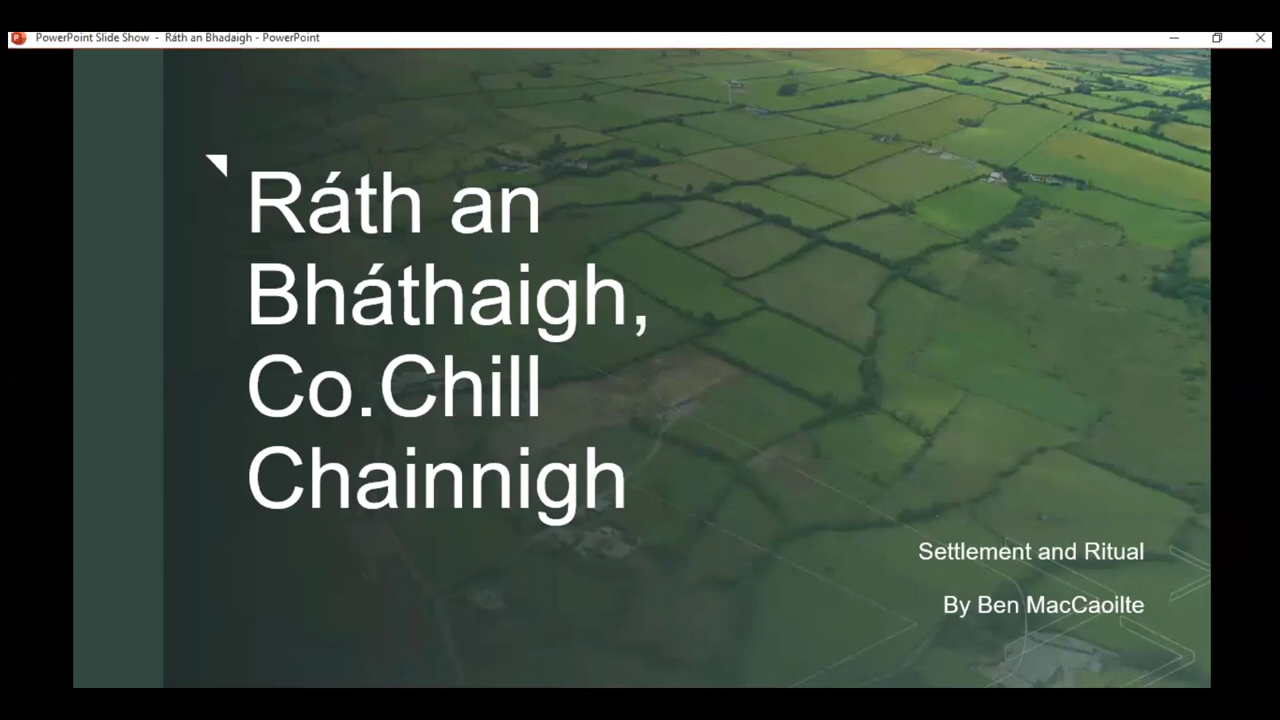 PowerPoint Slide Show - Ráth an Bhadaigh - PowerPoint
Ráth an
Bháthaigh,
Co.Chill
Chainnigh
Settlement and Ritual
By Ben MacCaoilte